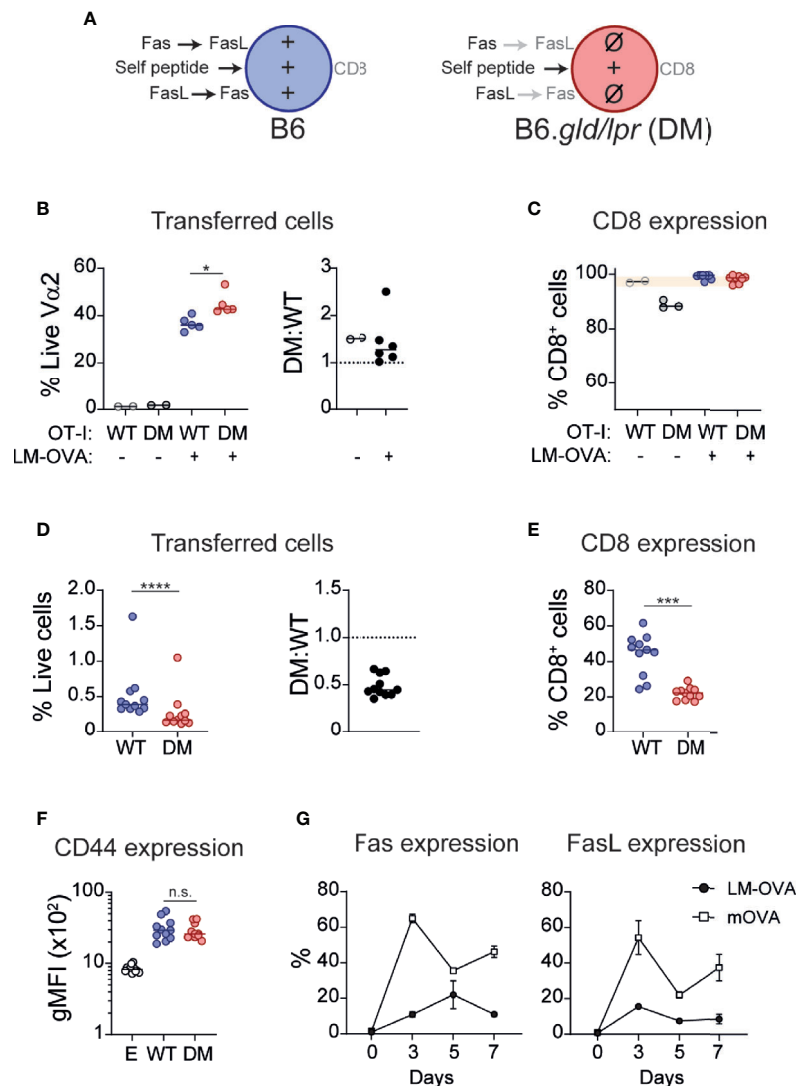 A
Fas → FasL + CD8
Self peptide → +
FasL → Fas +
B6
Fas → FasL Ø
Self peptide → + CD8
FasL → Fas Ø
B6.gld/lpr (DM)
B
Transferred cells
% Live Vα2
60
40
20
0
*
OT-I: WT DM WT DM
LM-OVA: - - + +
DM:WT
3
2
1
0
- +
C
CD8 expression
% CD8+ cells
100
80
60
WT DM WT DM
OT-I:
LM-OVA: - - + +
D
Transferred cells
% Live cells
2.0
1.5
1.0
0.5
0
****
WT DM
DM:WT
1.5
1.0
0.5
0
E
CD8 expression
% CD8+ cells
80
60
40
20
0
***
WT DM
F
CD44 expression
gMFI (x10²)
100
10
1
n.s.
E WT DM
G
Fas expression
%
80
60
40
20
0
0 3 5 7
Days
FasL expression
80
60
40
20
0
0 3 5 7
Days
LM-OVA
mOVA